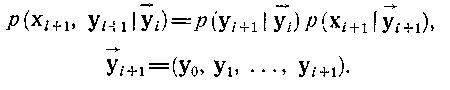 p(x_{i+1}, y_{i+1} | \vec{y}_i) = p(y_{i+1} | \vec{y}_i) p(x_{i+1} | \vec{y}_{i+1}),
\vec{y}_{i+1} = (y_0, y_1, ..., y_{i+1}).